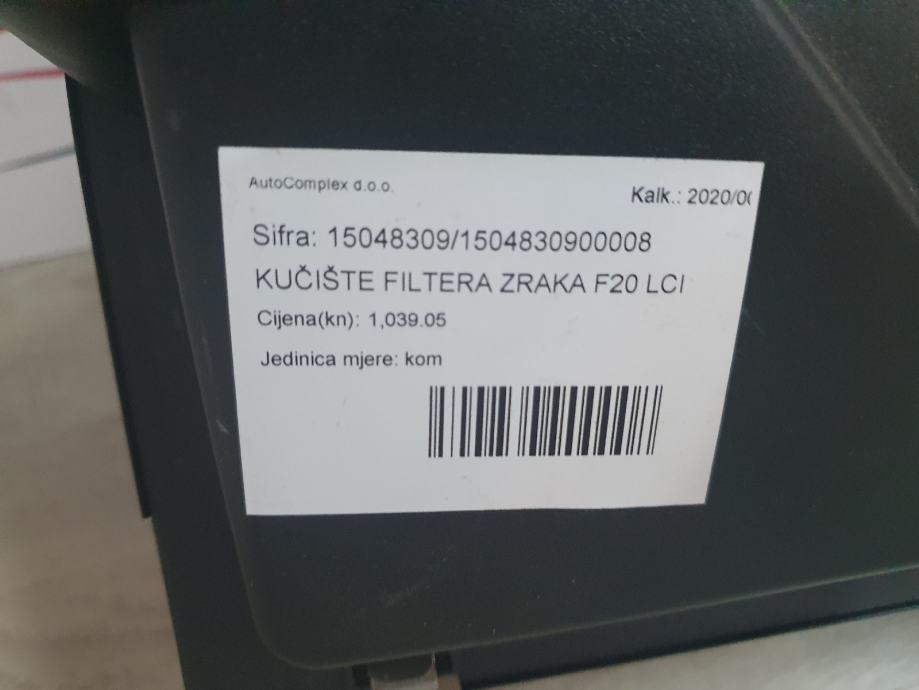 AutoComplex d.o.o.
Kalk.: 2020/0
Sifra: 15048309/1504830900008
KUČIŠTE FILTERA ZRAKA F20 LCI
Cijena(kn): 1,039.05
Jedinica mjere: kom